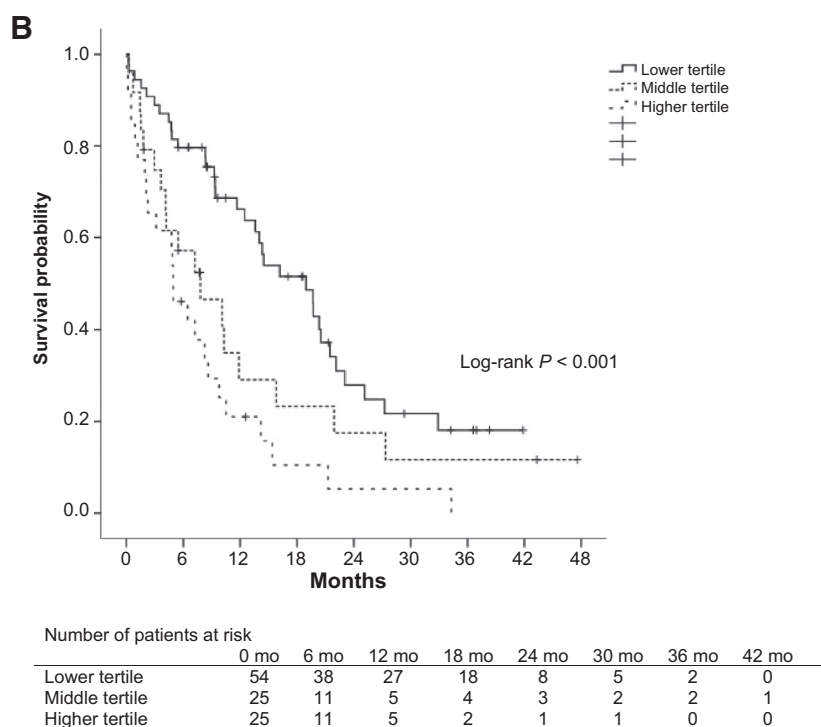 B
1.0
0.8
0.6
0.4
0.2
0.0
Survival probability
Lower tertile
Middle tertile
Higher tertile
Log-rank P < 0.001
0 6 12 18 24 30 36 42 48
Months
Number of patients at risk
0 mo 6 mo 12 mo 18 mo 24 mo 30 mo 36 mo 42 mo
Lower tertile 54 38 27 18 8 5 2 0
Middle tertile 25 11 5 4 3 2 2 1
Higher tertile 25 11 5 2 1 1 0 0